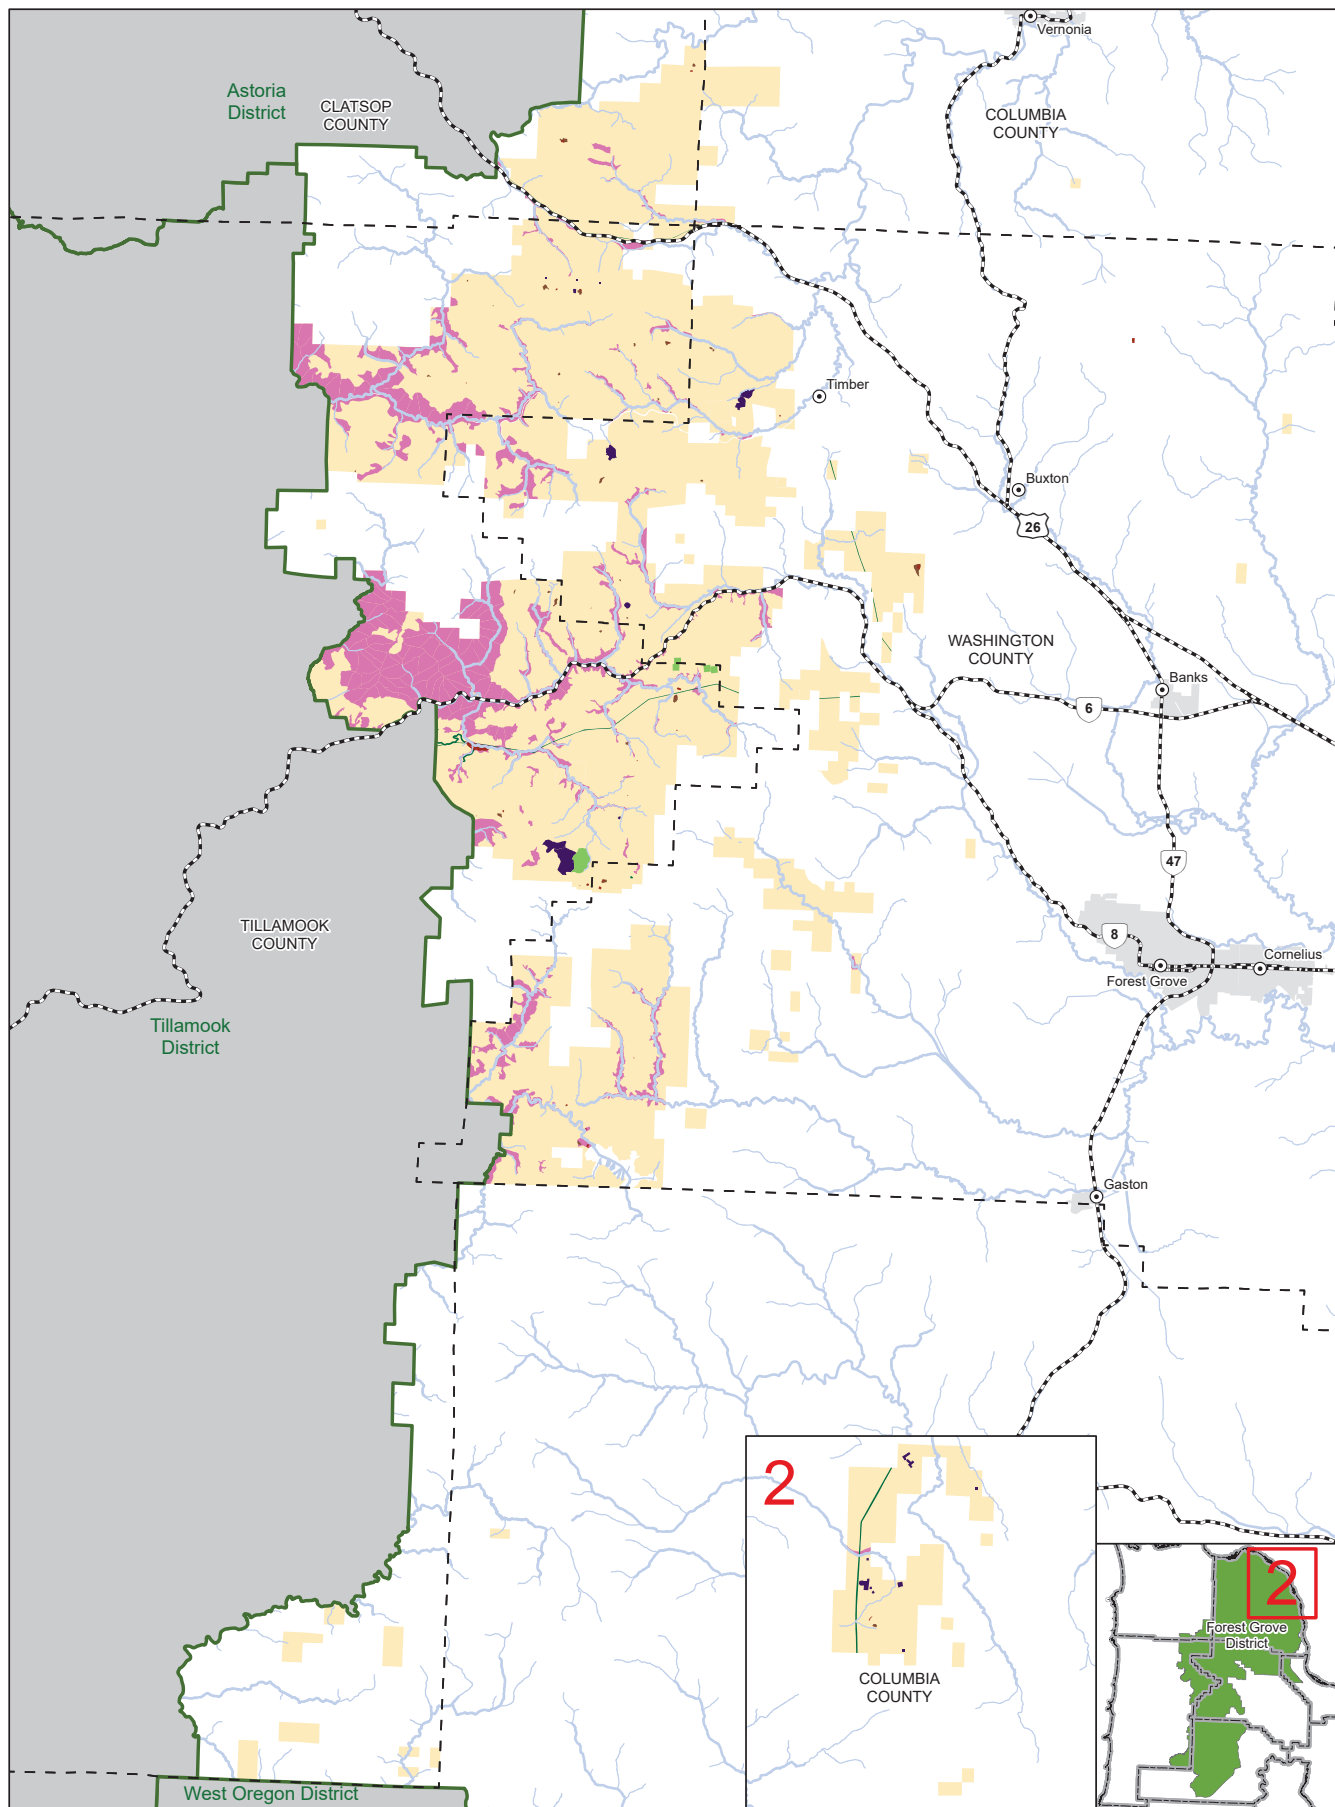 Vernonia
Astoria
District
CLATSOP
COUNTY
COLUMBIA
COUNTY
Timber
Buxton
26
WASHINGTON
COUNTY
Banks
6
47
TILLAMOOK
COUNTY
8
Forest Grove
Cornelius
Tillamook
District
Gaston
2
COLUMBIA
COUNTY
2
Forest Grove
District
West Oregon District